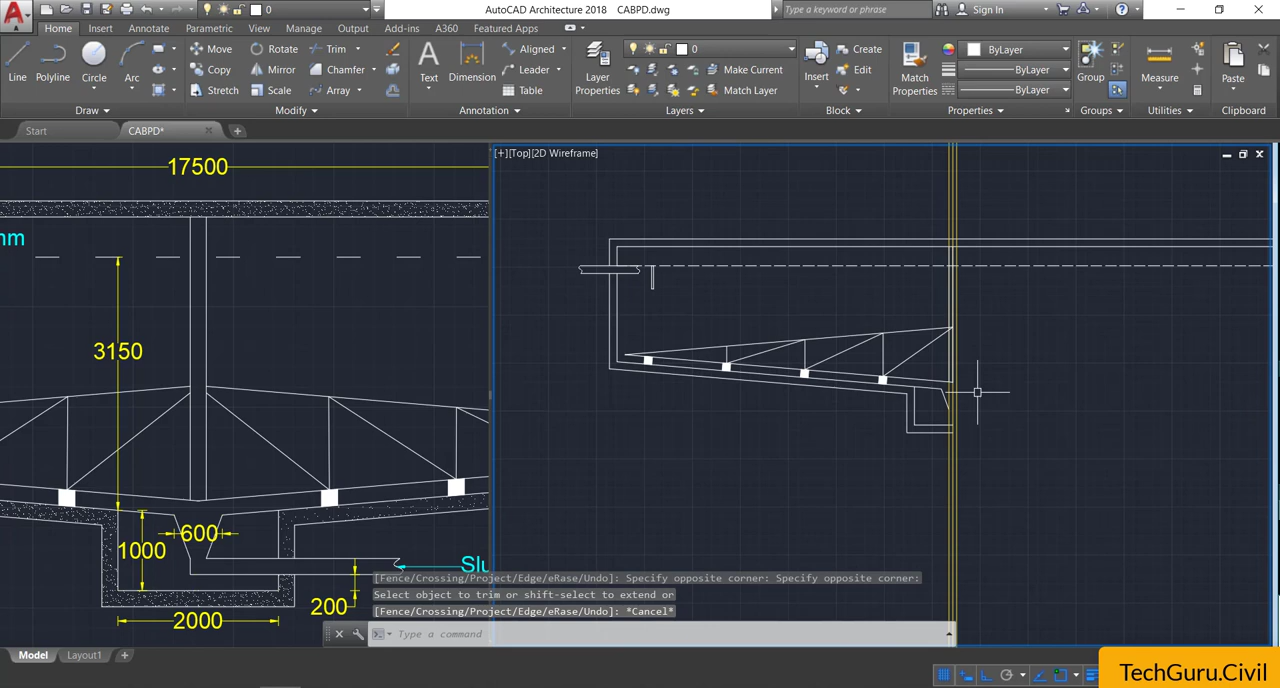 AutoCAD Architecture 2018 CABPD.dwg
0
Type a keyword or phrase
Sign In
Home Insert Annotate Parametric View Manage Output Add-ins A360 Featured Apps
Line Polyline Circle Arc
Move Rotate Trim
Copy Mirror Chamfer
Stretch Scale Array
Text Dimension
Aligned
Leader
Table
Layer
Properties
0
Make Current
Match Layer
Insert
Create
Edit
Match
Properties
ByLayer
ByLayer
ByLayer
Group
Measure
Paste
Draw Modify Annotation Layers Block Properties Groups Utilities Clipboard
Start CABPD*
[+][Top][2D Wireframe]
17500
mm
3150
600
1000
Slu
200
2000
[Fence/Crossing/Project/Edge/eRase/Undo]: Specify opposite corner: Specify opposite corner:
Select object to trim or shift-select to extend or
[Fence/Crossing/Project/Edge/eRase/Undo]: *Cancel*
Type a command
Model Layout1
TechGuru.Civil